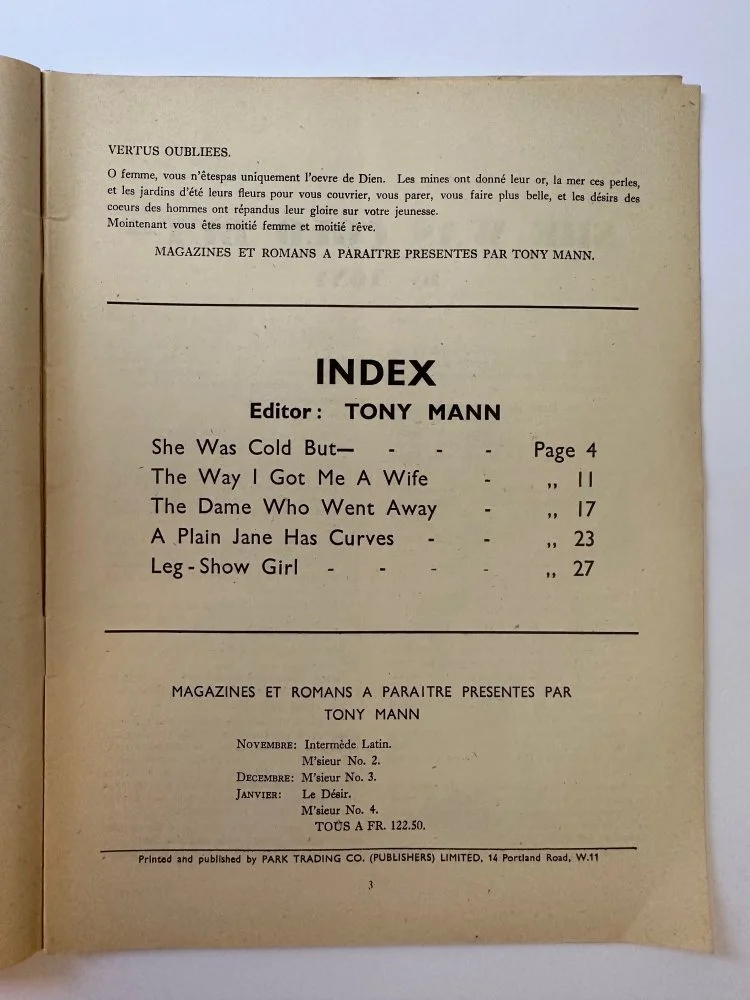 VERTUS OUBLIEES.
O femme, vous n'êtespas uniquement l'oevre de Dien. Les mines ont donné leur or, la mer ces perles,
et les jardins d'été leurs fleurs pour vous couvrier, vous parer, vous faire plus belle, et les désirs des
coeurs des hommes ont répandus leur gloire sur votre jeunesse.
Mointenant vous êtes moitié femme et moitié rêve.
MAGAZINES ET ROMANS A PARAITRE PRESENTES PAR TONY MANN.
INDEX
Editor: TONY MANN
She Was Cold But— - - - Page 4
The Way I Got Me A Wife - ,, 11
The Dame Who Went Away - ,, 17
A Plain Jane Has Curves - - ,, 23
Leg-Show Girl - - - - ,, 27
MAGAZINES ET ROMANS A PARAITRE PRESENTES PAR
TONY MANN
NOVEMBRE: Intermède Latin.
M'sieur No. 2.
DECEMBRE: M'sieur No. 3.
JANVIER: Le Désir.
M'sieur No. 4.
TOUS A FR. 122.50.
Printed and published by PARK TRADING CO. (PUBLISHERS) LIMITED, 14 Portland Road, W.11
3